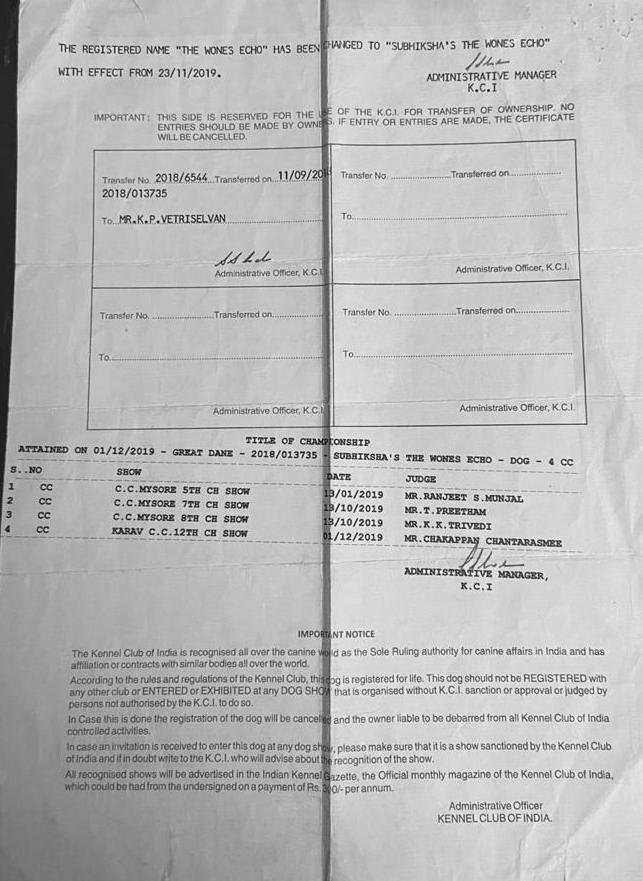 THE REGISTERED NAME "THE WONES ECHO" HAS BEEN CHANGED TO "SUBHIKSHA'S THE WONES ECHO"
WITH EFFECT FROM 23/11/2019.
ADMINISTRATIVE MANAGER
K.C.I
IMPORTANT: THIS SIDE IS RESERVED FOR THE USE OF THE K.C.I. FOR TRANSFER OF OWNERSHIP. NO
ENTRIES SHOULD BE MADE BY OWNERS. IF ENTRY OR ENTRIES ARE MADE, THE CERTIFICATE
WILL BE CANCELLED.
Transfer No. 2018/6544 Transferred on 11/09/2018
2018/013735
To MR.K.P.VETRISELVAN
Administrative Officer, K.C.I.
Transfer No. ....................Transferred on................
To................................................
Administrative Officer, K.C.I.
Transfer No. ....................Transferred on................
To................................................
Administrative Officer, K.C.I.
Transfer No. ....................Transferred on................
To................................................
Administrative Officer, K.C.I.
TITLE OF CHAMPIONSHIP
ATTAINED ON 01/12/2019 - GREAT DANE - 2018/013735 - SUBHIKSHA'S THE WONES ECHO - DOG - 4 CC
S..NO SHOW DATE JUDGE
1 CC C.C.MYSORE 5TH CH SHOW 13/01/2019 MR.RANJEET S.MUNJAL
2 CC C.C.MYSORE 7TH CH SHOW 13/10/2019 MR.T.PREETHAM
3 CC C.C.MYSORE 8TH CH SHOW 13/10/2019 MR.K.K.TRIVEDI
4 CC KARAV C.C.12TH CH SHOW 01/12/2019 MR.CHAKAPPAN CHANTARASMEE
ADMINISTRATIVE MANAGER,
K.C.I
IMPORTANT NOTICE
The Kennel Club of India is recognised all over the canine world as the Sole Ruling authority for canine affairs in India and has
affiliation or contracts with similar bodies all over the world.
According to the rules and regulations of the Kennel Club, this dog is registered for life. This dog should not be REGISTERED with
any other club or ENTERED or EXHIBITED at any DOG SHOW that is organised without K.C.I. sanction or approval or judged by
persons not authorised by the K.C.I. to do so.
In Case this is done the registration of the dog will be cancelled and the owner liable to be debarred from all Kennel Club of India
controlled activities.
In case an invitation is received to enter this dog at any dog show, please make sure that it is a show sanctioned by the Kennel Club
of India and if in doubt write to the K.C.I. who will advise about the recognition of the show.
All recognised shows will be advertised in the Indian Kennel Gazette, the Official monthly magazine of the Kennel Club of India,
which could be had from the undersigned on a payment of Rs. 300/- per annum.
Administrative Officer
KENNEL CLUB OF INDIA.